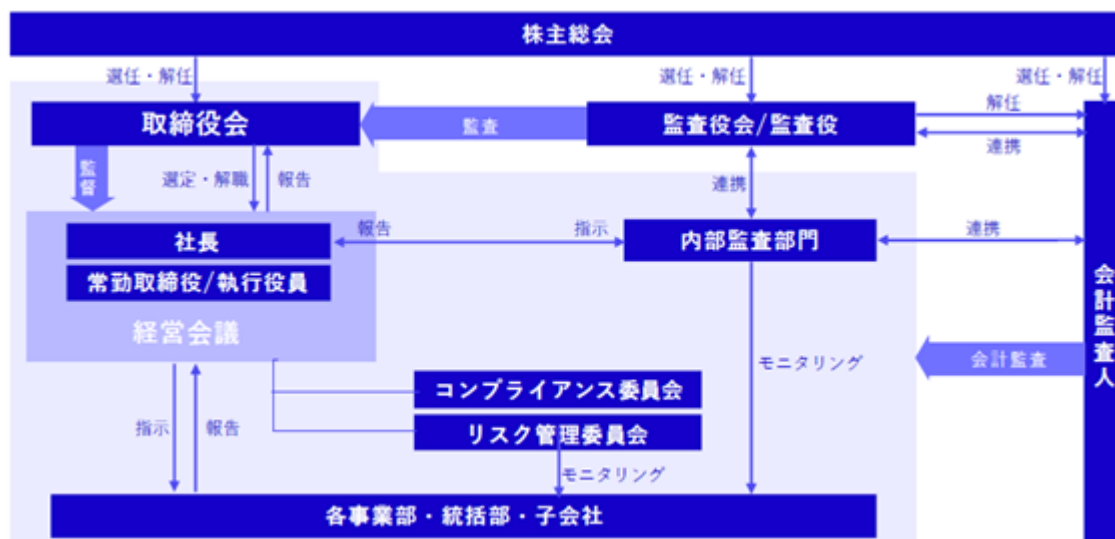 株主総会
選任・解任
選任・解任
選任・解任
取締役会
監査
監査役会/監査役
解任
連携
監督
選定・解職
報告
連携
社長
報告
指示
内部監査部門
連携
常勤取締役/執行役員
経営会議
会計監査人
会計監査
モニタリング
コンプライアンス委員会
リスク管理委員会
指示
報告
モニタリング
各事業部・統括部・子会社